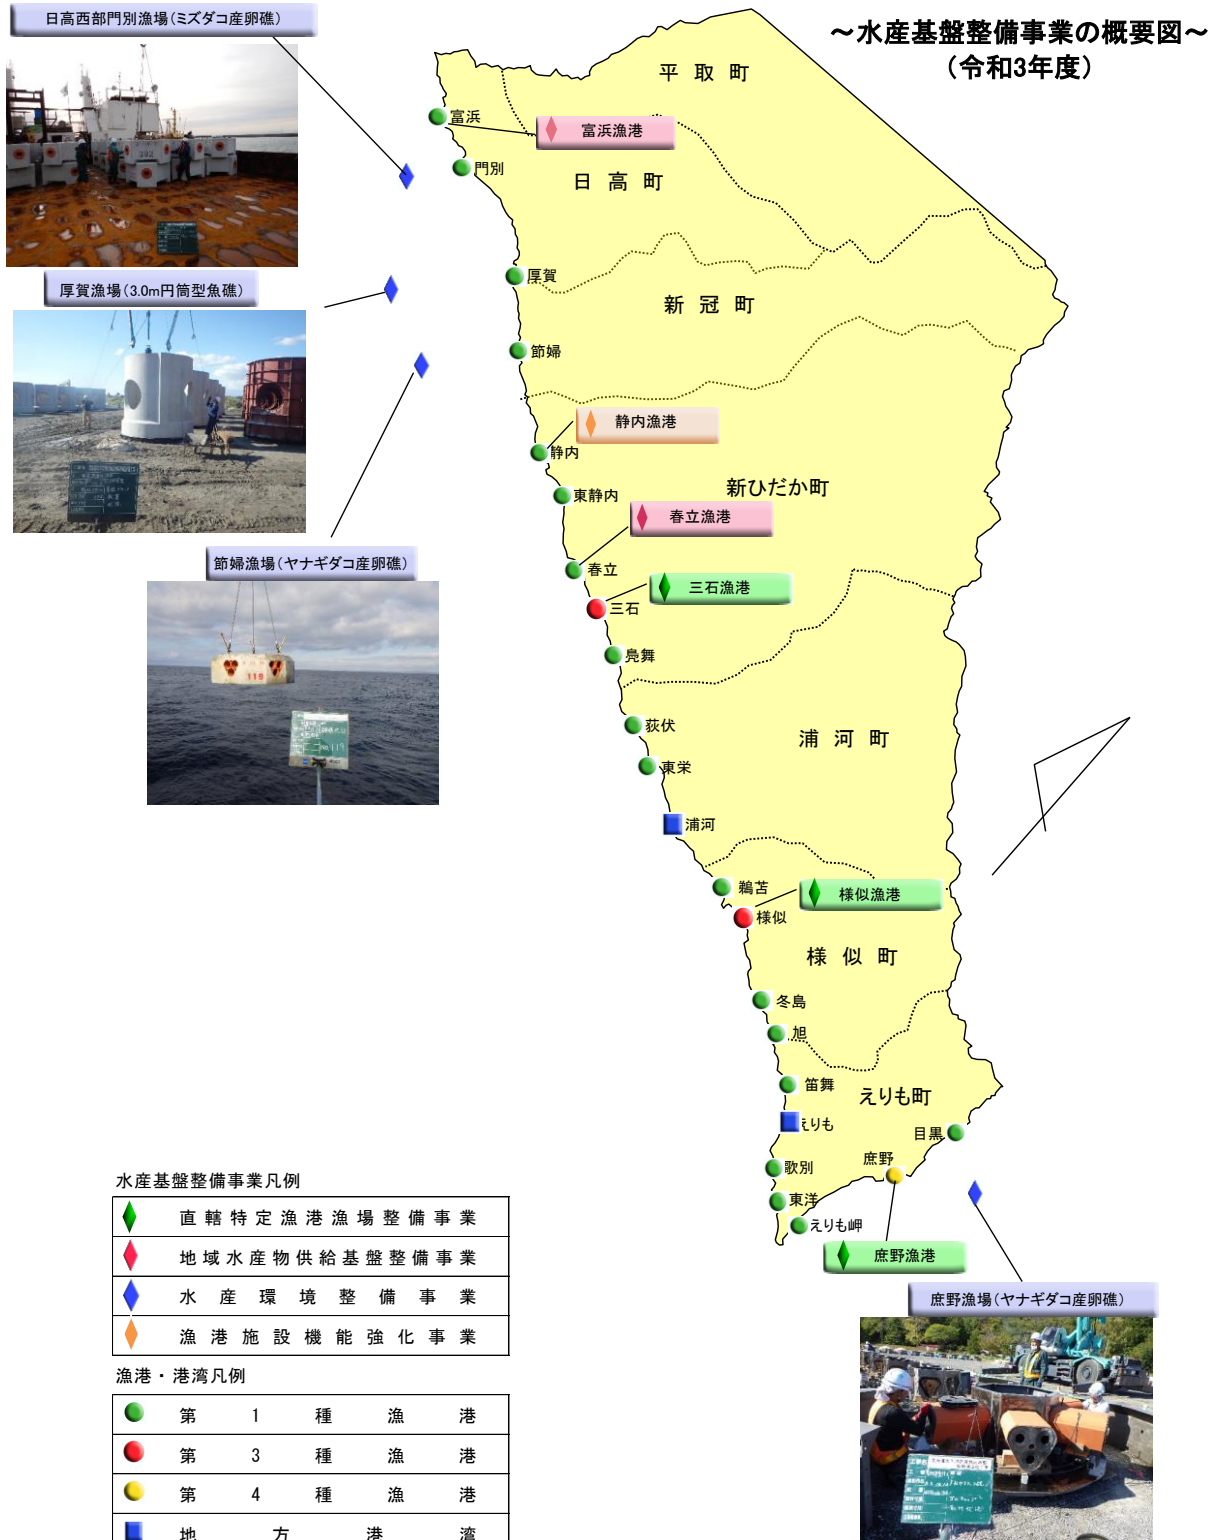 ～水産基盤整備事業の概要図～
（令和3年度）
日高西部門別漁場（ミズダコ産卵礁）
平取町
富浜
富浜漁港
門別
日高町
厚賀漁場（3.0m円筒型魚礁）
厚賀
新冠町
節婦
静内漁港
静内
新ひだか町
東静内
春立漁港
節婦漁場（ヤナギダコ産卵礁）
春立
三石漁港
三石
119
鳧舞
荻伏
浦河町
東栄
浦河
鵜苫
様似漁港
様似
様似町
冬島
旭
笛舞
えりも町
えりも
目黒
庶野
歌別
東洋
えりも岬
庶野漁港
庶野漁場（ヤナギダコ産卵礁）
水産基盤整備事業凡例
直轄特定漁港漁場整備事業
地域水産物供給基盤整備事業
水産環境整備事業
漁港施設機能強化事業
漁港・港湾凡例
第1種漁港
第3種漁港
第4種漁港
地方港湾